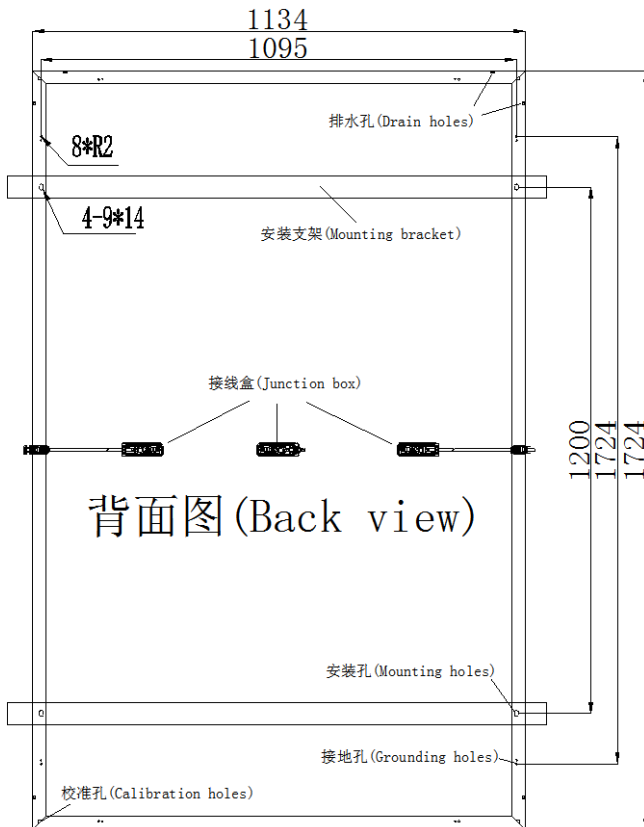 1134
1095
排水孔(Drain holes)
8*R2
4-9*14
安装支架(Mounting bracket)
接线盒(Junction box)
1200
1724
1724
背面图(Back view)
安装孔(Mounting holes)
接地孔(Grounding holes)
校准孔(Calibration holes)